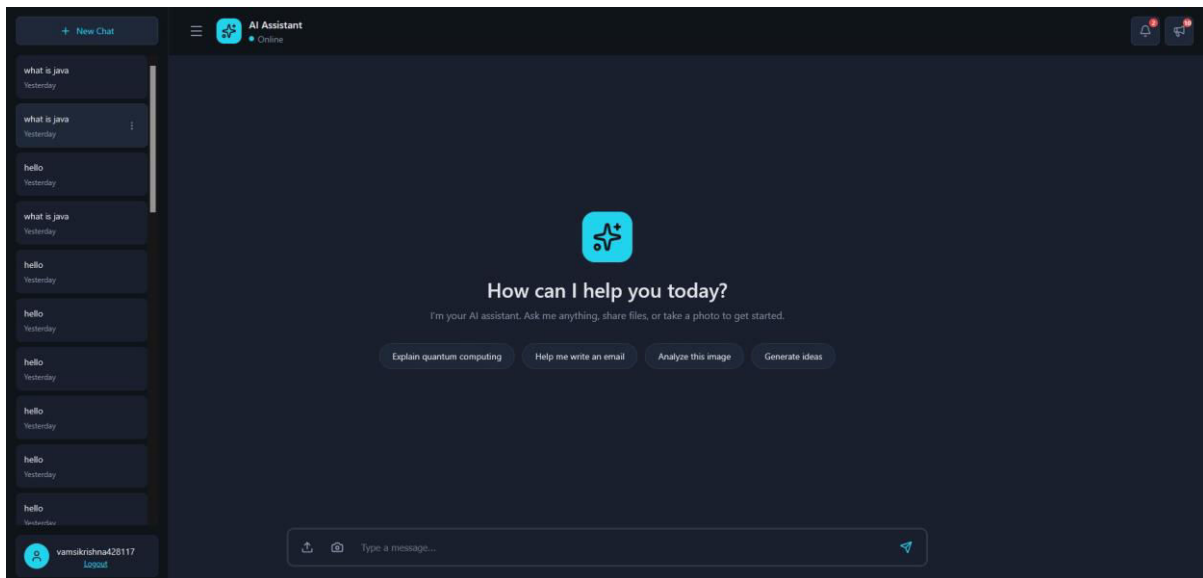 + New Chat
what is java
Yesterday
what is java
Yesterday
hello
Yesterday
what is java
Yesterday
hello
Yesterday
hello
Yesterday
hello
Yesterday
hello
Yesterday
hello
Yesterday
hello
Yesterday
vamsikrishna428117
Logout
AI Assistant
Online
2
10
How can I help you today?
I'm your AI assistant. Ask me anything, share files, or take a photo to get started.
Explain quantum computing Help me write an email Analyze this image Generate ideas
Type a message...